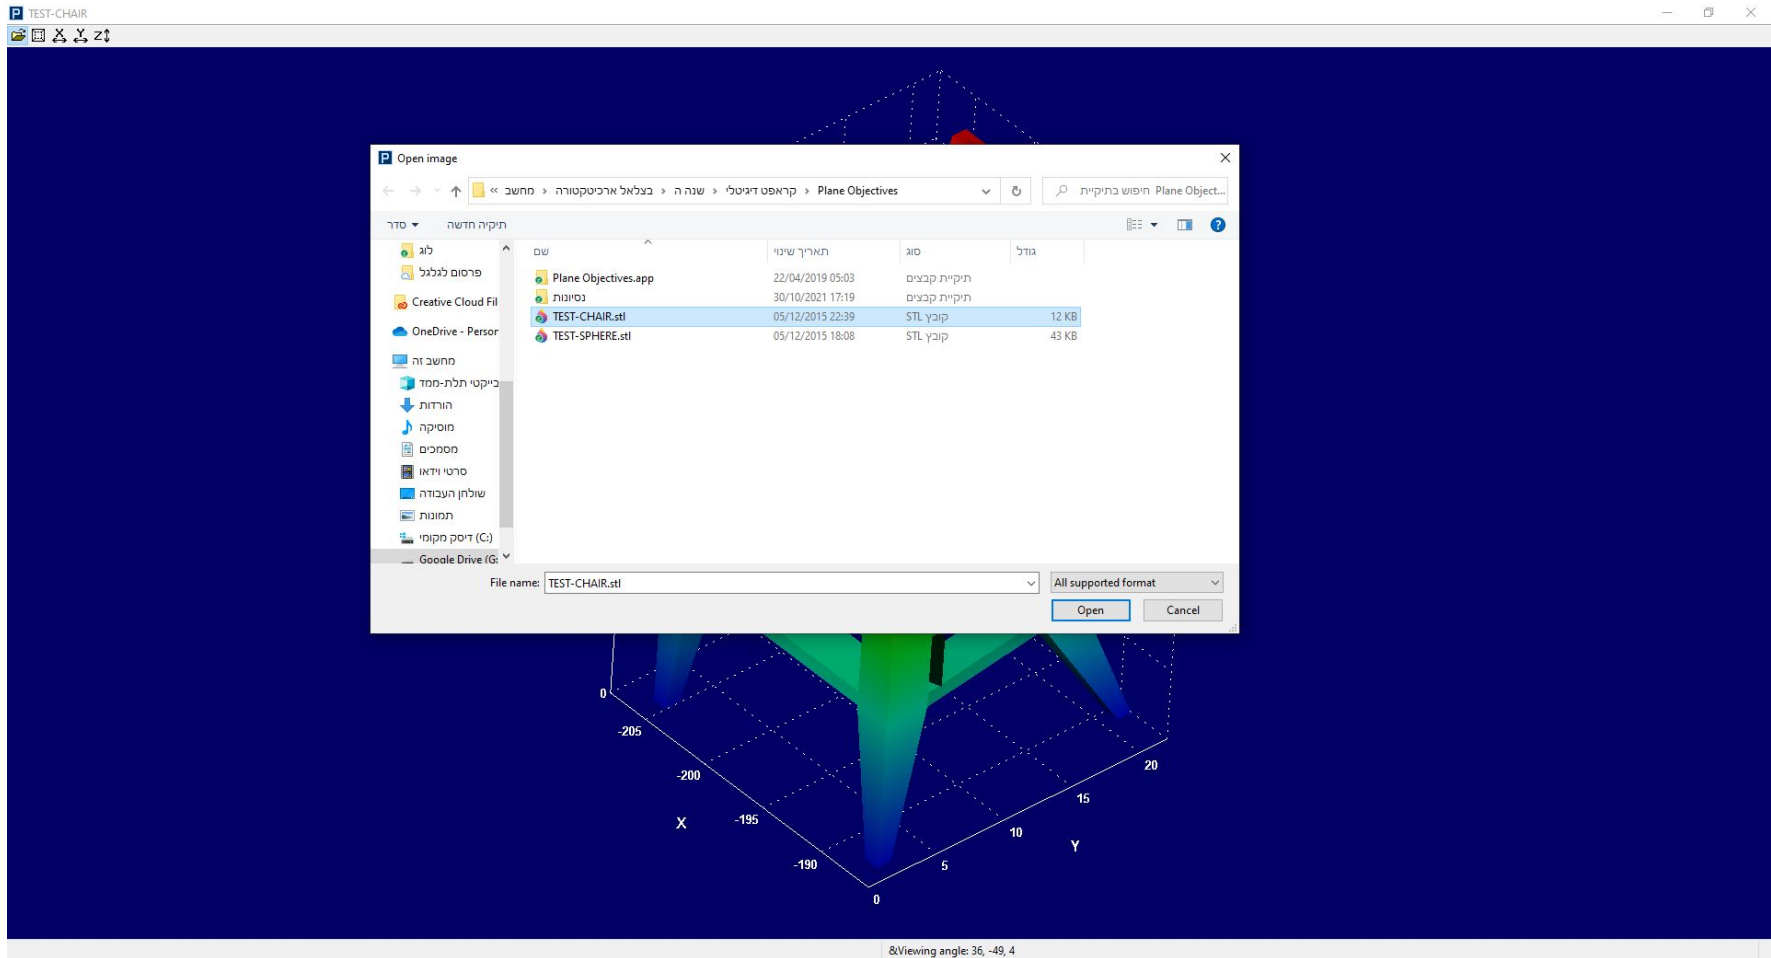 TEST-CHAIR
X Y Z
Open image
« מחשב › בצלאל ארכיטקטורה › שנה ה › קראפט דיגיטלי › Plane Objectives
חיפוש בתיקיית Plane Object...
סדר תיקיה חדשה
שם תאריך שינוי סוג גודל
לוג
פרסום לגלגל
Creative Cloud Fil
OneDrive - Persor
מחשב זה
בייקטי תלת-ממד
הורדות
מוסיקה
מסמכים
סרטי וידאו
שולחן העבודה
תמונות
דיסק מקומי (C:)
Google Drive (G:
Plane Objectives.app 22/04/2019 05:03 תיקיית קבצים
נסיונות 30/10/2021 17:19 תיקיית קבצים
TEST-CHAIR.stl 05/12/2015 22:39 קובץ STL 12 KB
TEST-SPHERE.stl 05/12/2015 18:08 קובץ STL 43 KB
File name: TEST-CHAIR.stl All supported format
Open Cancel
0
-205
-200
-195
-190
X
0
5
10
15
20
Y
&Viewing angle: 36, -49, 4